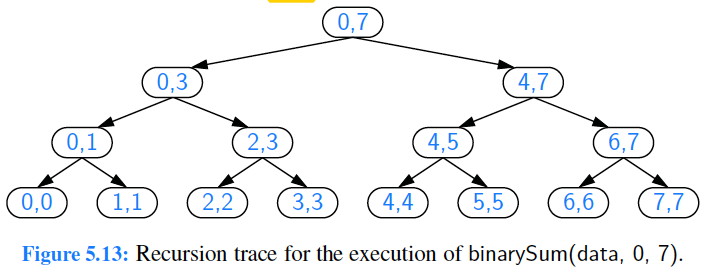 0,7
0,3 4,7
0,1 2,3 4,5 6,7
0,0 1,1 2,2 3,3 4,4 5,5 6,6 7,7
Figure 5.13: Recursion trace for the execution of binarySum(data, 0, 7).